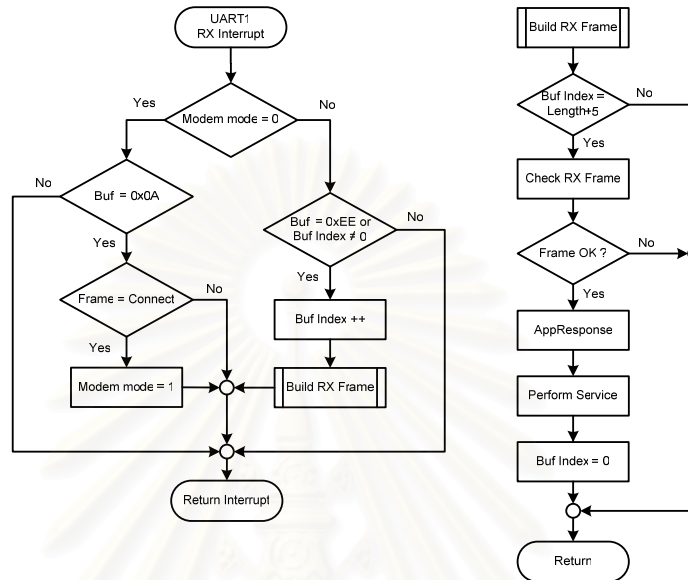 UART1
RX Interrupt
Modem mode = 0
Yes
No
Buf = 0x0A
No
Yes
Frame = Connect
No
Yes
Modem mode = 1
Buf = 0xEE or
Buf Index ≠ 0
No
Yes
Buf Index ++
Build RX Frame
Return Interrupt
Build RX Frame
Buf Index =
Length+5
No
Yes
Check RX Frame
Frame OK ?
No
Yes
AppResponse
Perform Service
Buf Index = 0
Return